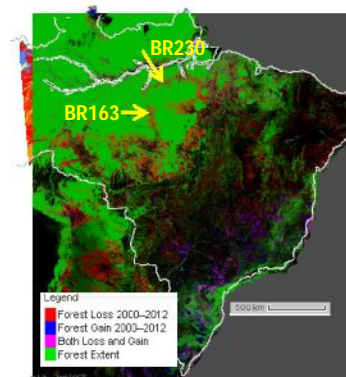 BR230
BR163
Legend
Forest Loss 2000–2012
Forest Gain 2000–2012
Both Loss and Gain
Forest Extent
500 km